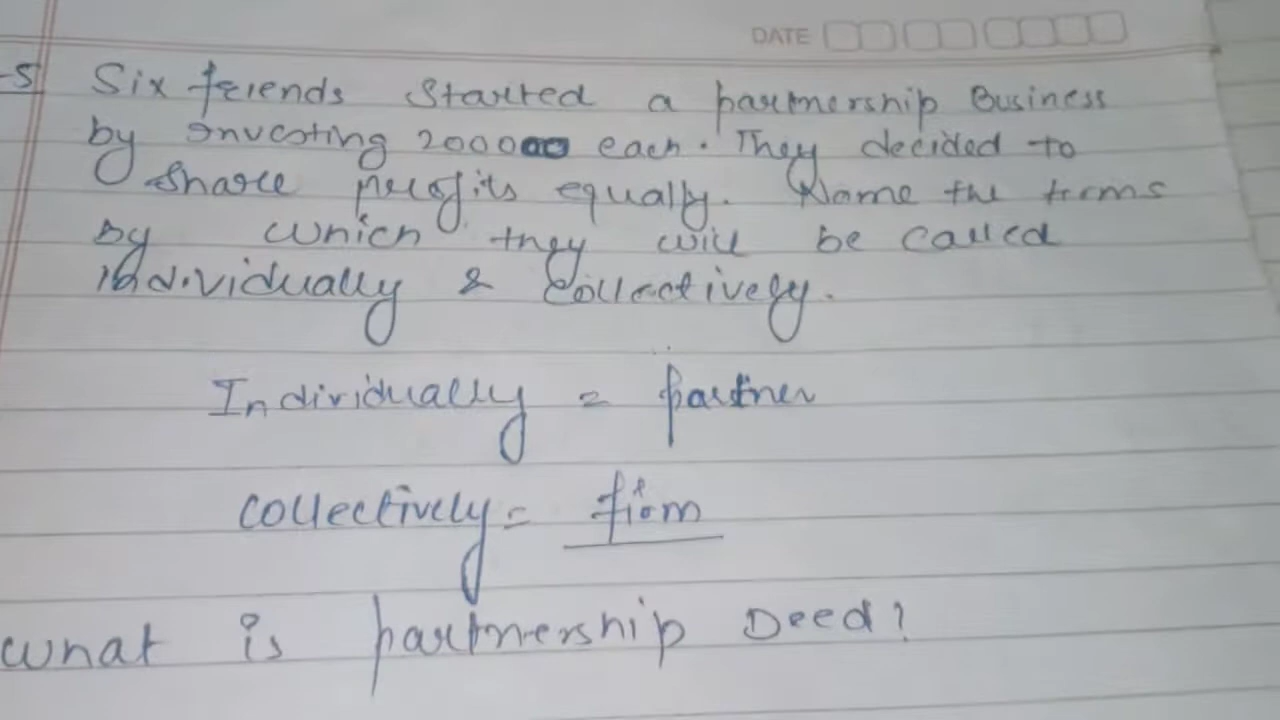 DATE
-5 Six friends started a partnership Business
by Investing 200000 each. They decided to
share profits equally. Name the terms
by which they will be called
individually & collectively.
Individually = partner
collectively = firm
what is partnership Deed?